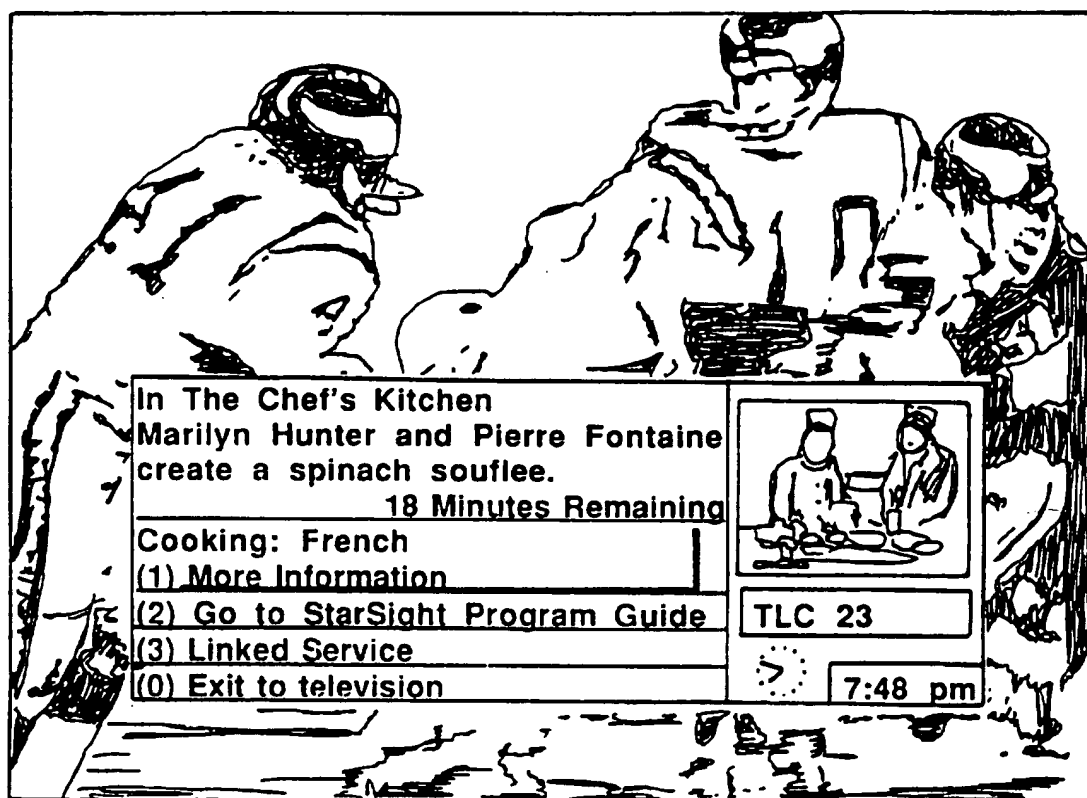 In The Chef's Kitchen
Marilyn Hunter and Pierre Fontaine
create a spinach souflee.
18 Minutes Remaining
Cooking: French
(1) More Information
(2) Go to StarSight Program Guide
(3) Linked Service
(0) Exit to television
TLC 23
7:48 pm